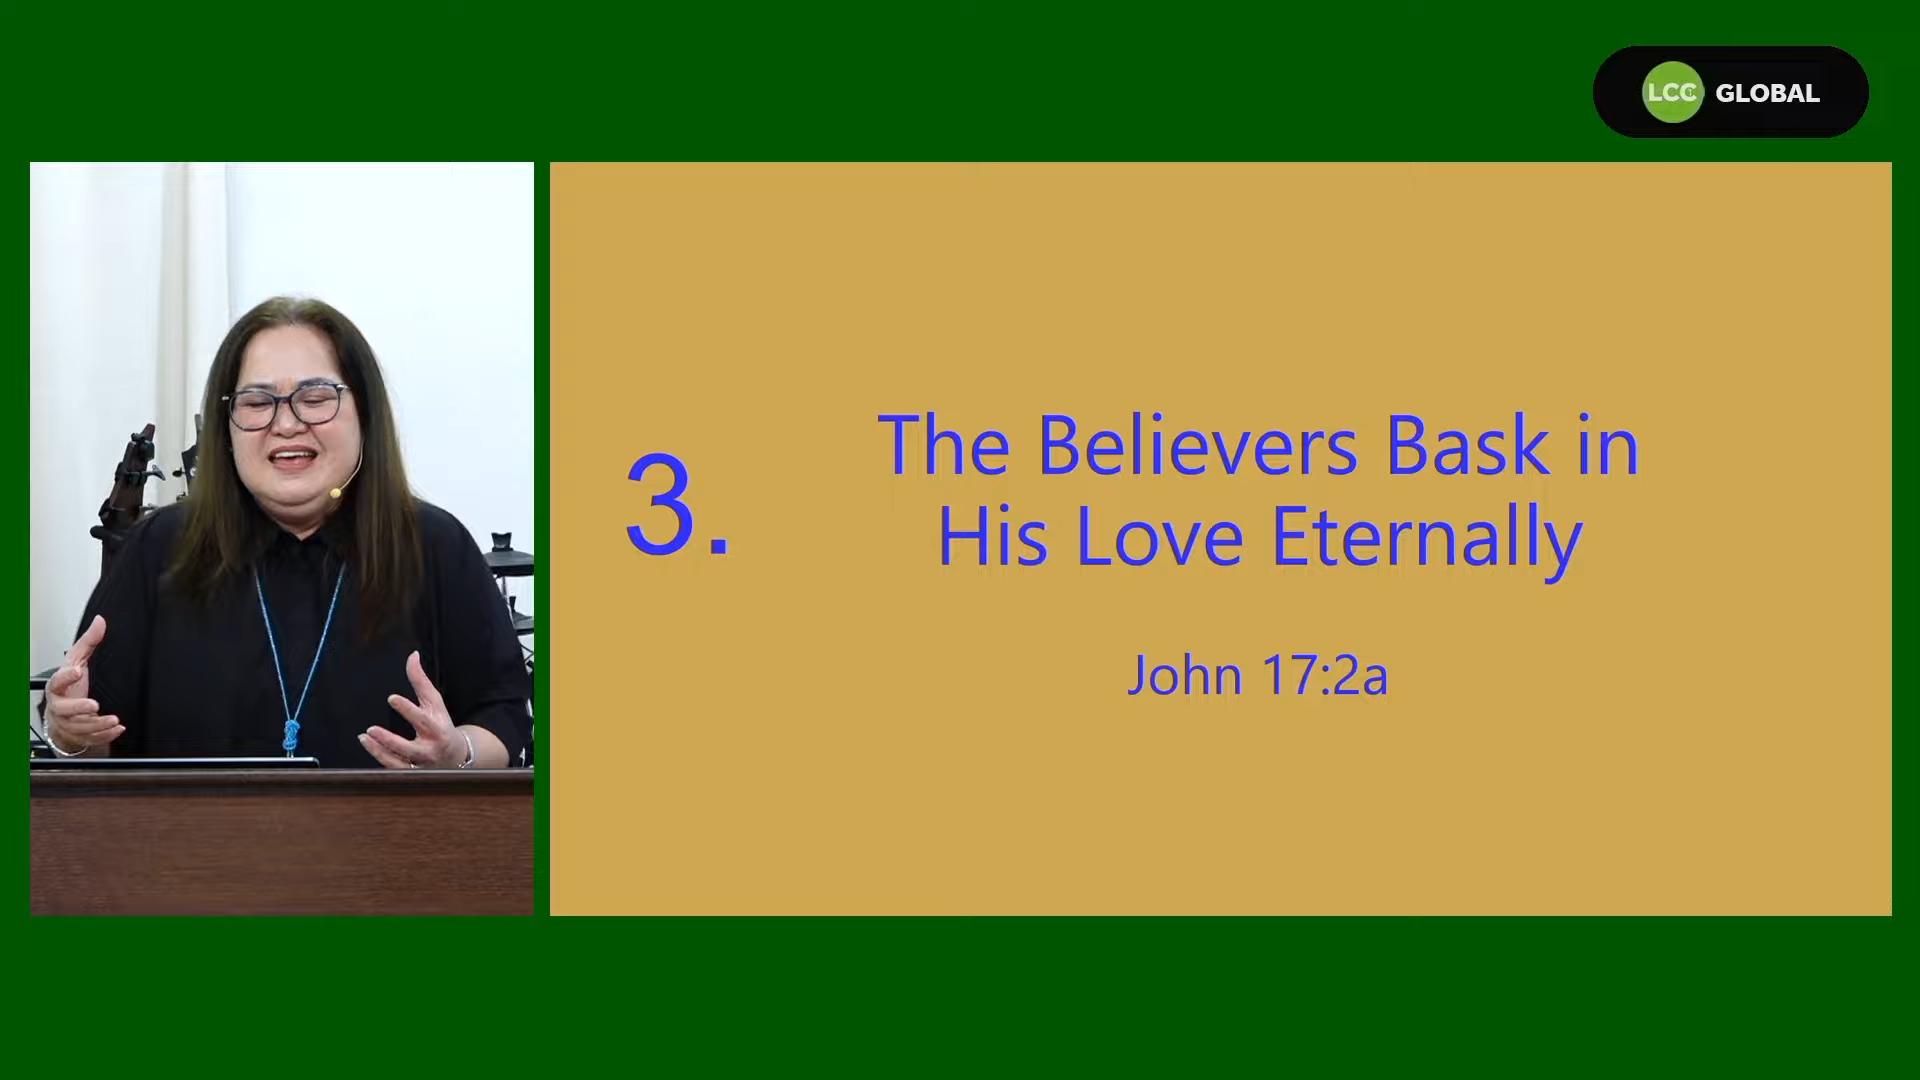 LCC GLOBAL
3.
The Believers Bask in
His Love Eternally
John 17:2a